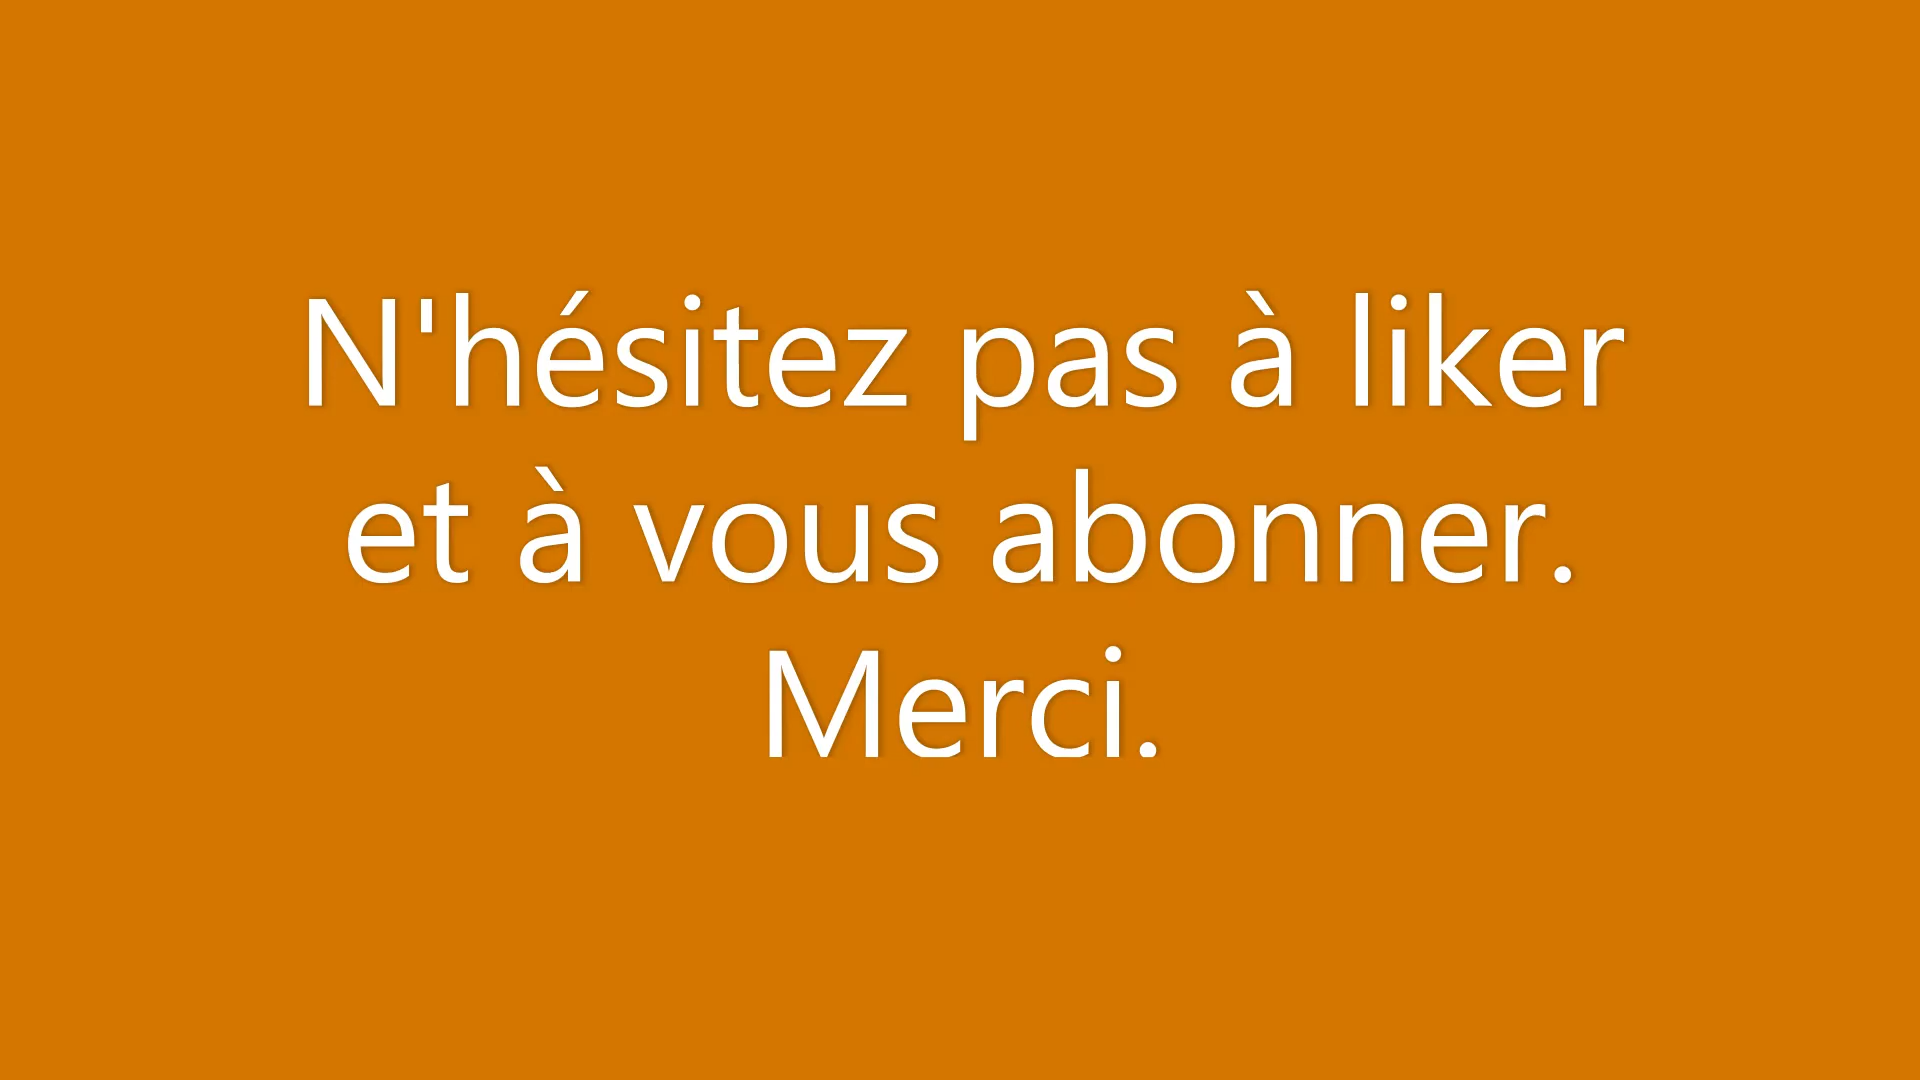 N'hésitez pas à liker
et à vous abonner.
Merci.